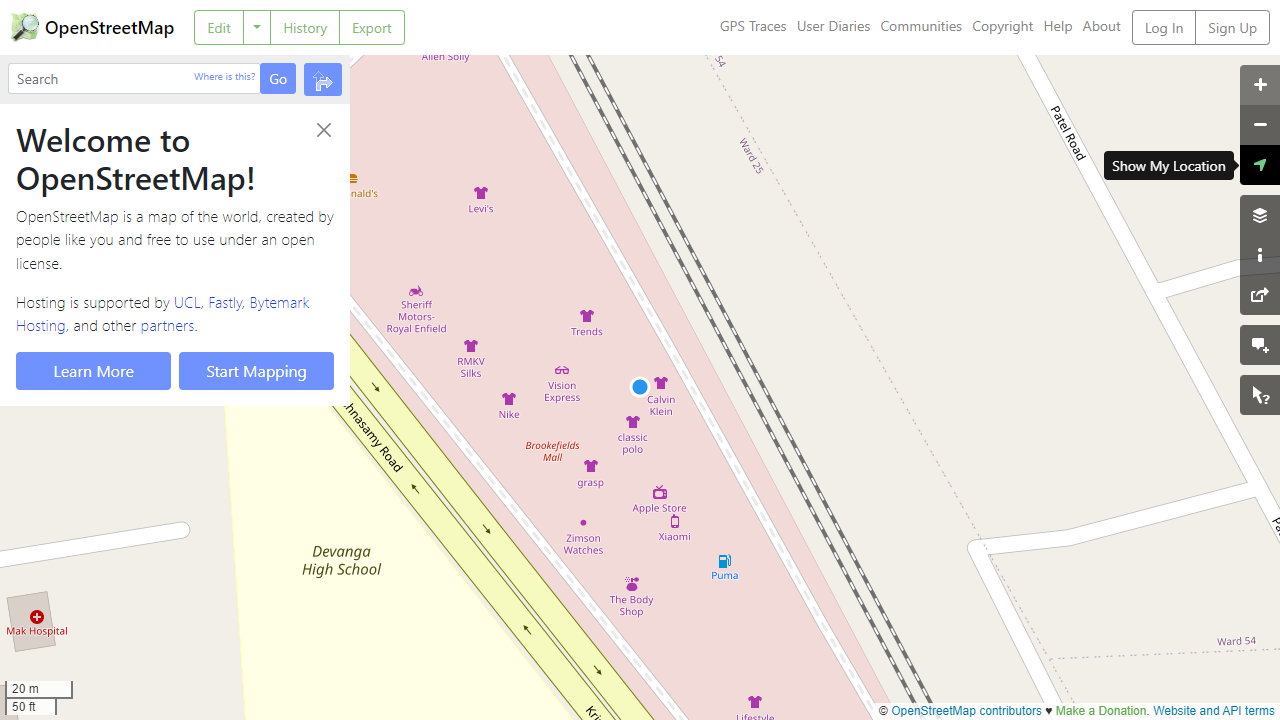 OpenStreetMap
Edit
History
Export
GPS Traces
User Diaries
Communities
Copyright
Help
About
Log In
Sign Up
Search
Where is this?
Go
Welcome to
OpenStreetMap!
OpenStreetMap is a map of the world, created by
people like you and free to use under an open
license.
Hosting is supported by UCL, Fastly, Bytemark
Hosting, and other partners.
Learn More
Start Mapping
Show My Location
Allen Solly
54
Ward 25
Patel Road
nald's
Levi's
Sheriff
Motors-
Royal Enfield
Trends
RMKV
Silks
Vision
Express
Calvin
Klein
Nike
classic
polo
Brookefields
Mall
grasp
Apple Store
Xiaomi
Zimson
Watches
Puma
The Body
Shop
hnasamy Road
Devanga
High School
Mak Hospital
Ward 54
Pa
Kri
Lifestyle
20 m
50 ft
© OpenStreetMap contributors ♥ Make a Donation. Website and API terms